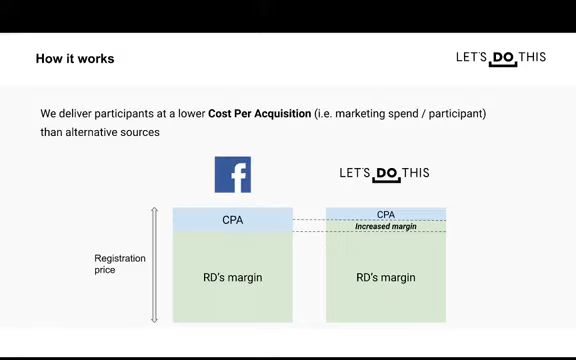 How it works
LET'S DO THIS
We deliver participants at a lower Cost Per Acquisition (i.e. marketing spend / participant)
than alternative sources
f
LET'S DO THIS
CPA
CPA
Increased margin
Registration
price
RD's margin
RD's margin